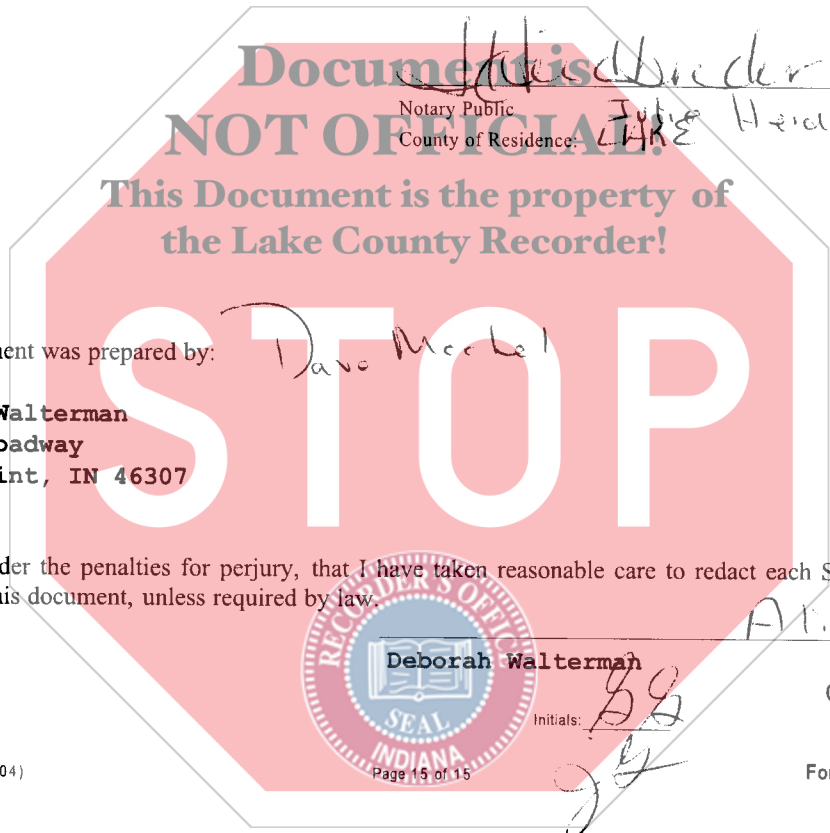 Document is
NOT OFFICIAL!
This Document is the property of
the Lake County Recorder!
Notary Public
Heid
County of Residence: LAKE
STOP
ment was prepared by: Dave Meckel
Walterman
oadway
int, IN 46307
der the penalties for perjury, that I have taken reasonable care to redact each S
his document, unless required by law.
Deborah Walterman
RECORDER'S OFFICE
SEAL
INDIANA
Initials:
04)
Page 15 of 15
For